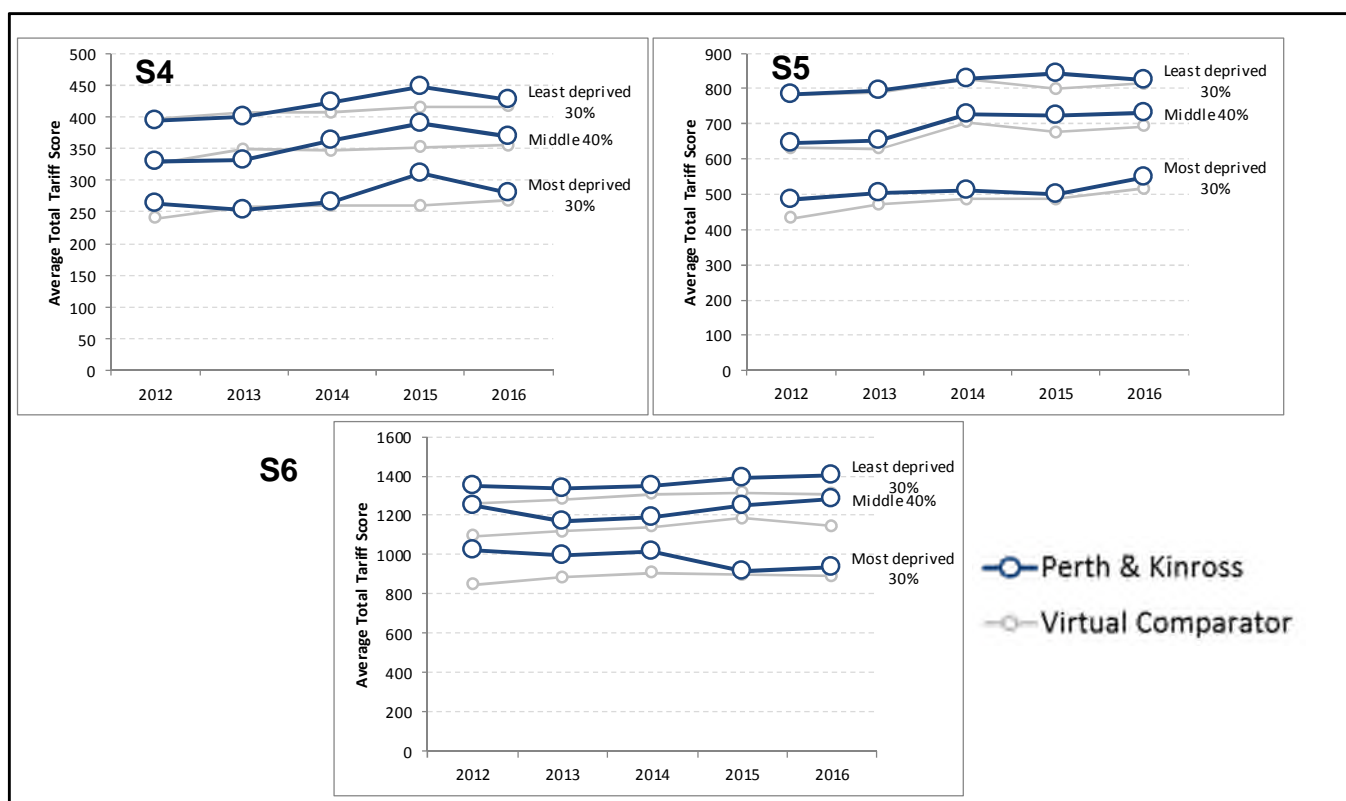 S4
Average Total Tariff Score
500
450
400
350
300
250
200
150
100
50
0
2012 2013 2014 2015 2016
Least deprived
30%
Middle 40%
Most deprived
30%
S5
Average Total Tariff Score
900
800
700
600
500
400
300
200
100
0
2012 2013 2014 2015 2016
Least deprived
30%
Middle 40%
Most deprived
30%
S6
Average Total Tariff Score
1600
1400
1200
1000
800
600
400
200
0
2012 2013 2014 2015 2016
Least deprived
30%
Middle 40%
Most deprived
30%
Perth & Kinross
Virtual Comparator